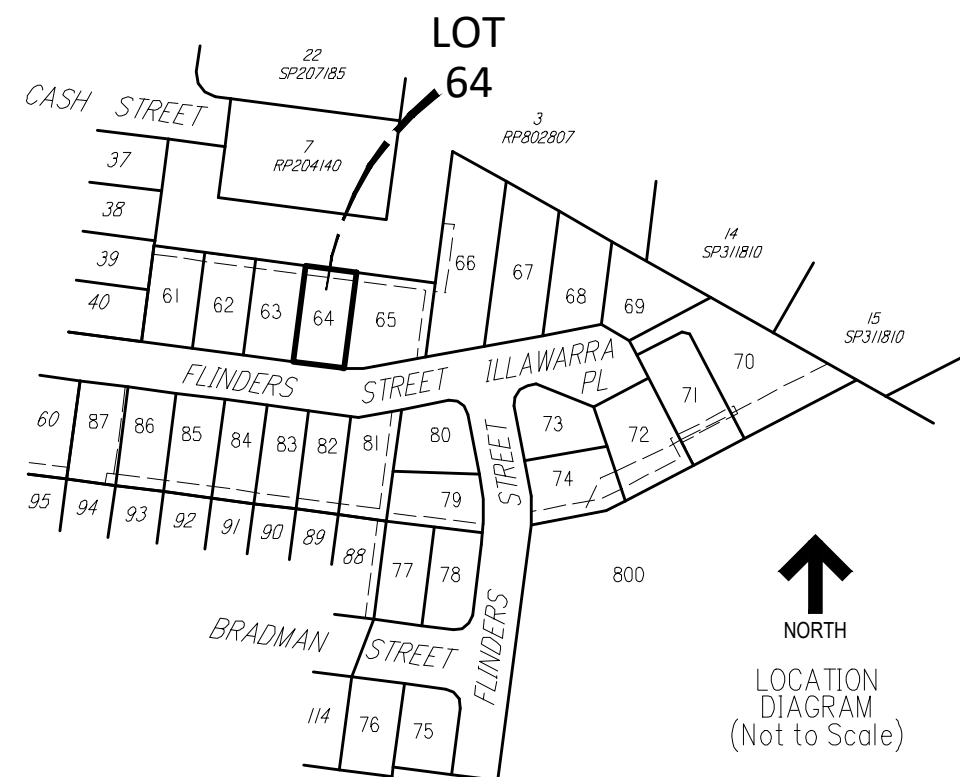 LOT
64
22
SP207185
CASH STREET
7
RP204140
3
RP802807
37
38
39
40
14
SP311810
15
SP311810
61
62
63
64
65
66
67
68
69
70
71
FLINDERS STREET
ILLAWARRA
PL
60
87
86
85
84
83
82
81
80
79
73
74
72
STREET
95
94
93
92
91
90
89
88
77
78
800
FLINDERS
BRADMAN STREET
114
76
75
NORTH
LOCATION
DIAGRAM
(Not to Scale)